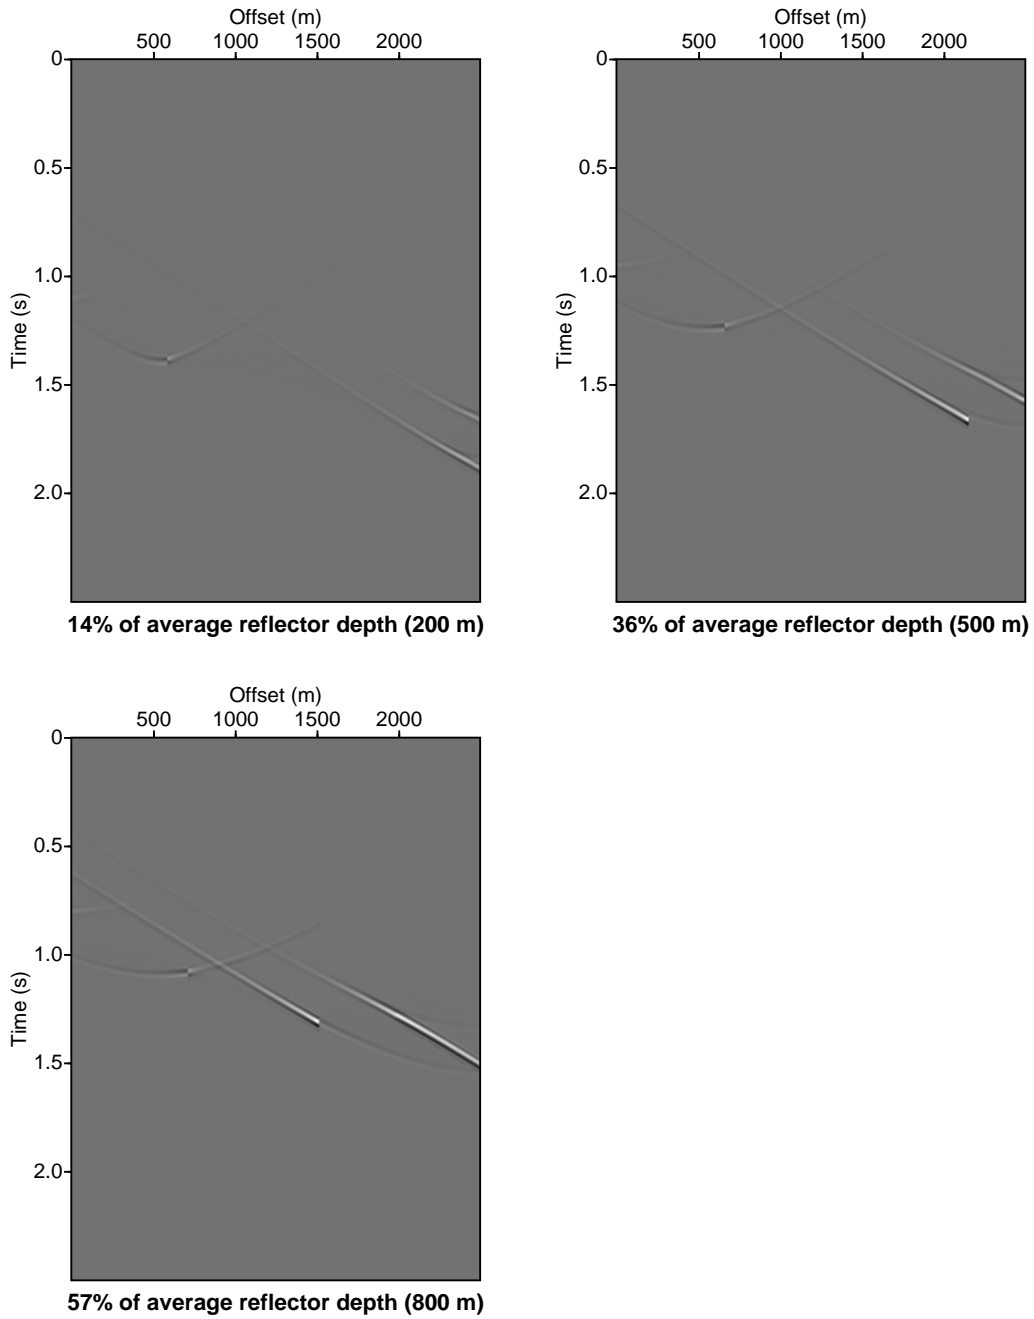 Offset (m)
500 1000 1500 2000
0
0.5
1.0
1.5
2.0
Time (s)
14% of average reflector depth (200 m)
Offset (m)
500 1000 1500 2000
0
0.5
1.0
1.5
2.0
Time (s)
36% of average reflector depth (500 m)
Offset (m)
500 1000 1500 2000
0
0.5
1.0
1.5
2.0
Time (s)
57% of average reflector depth (800 m)